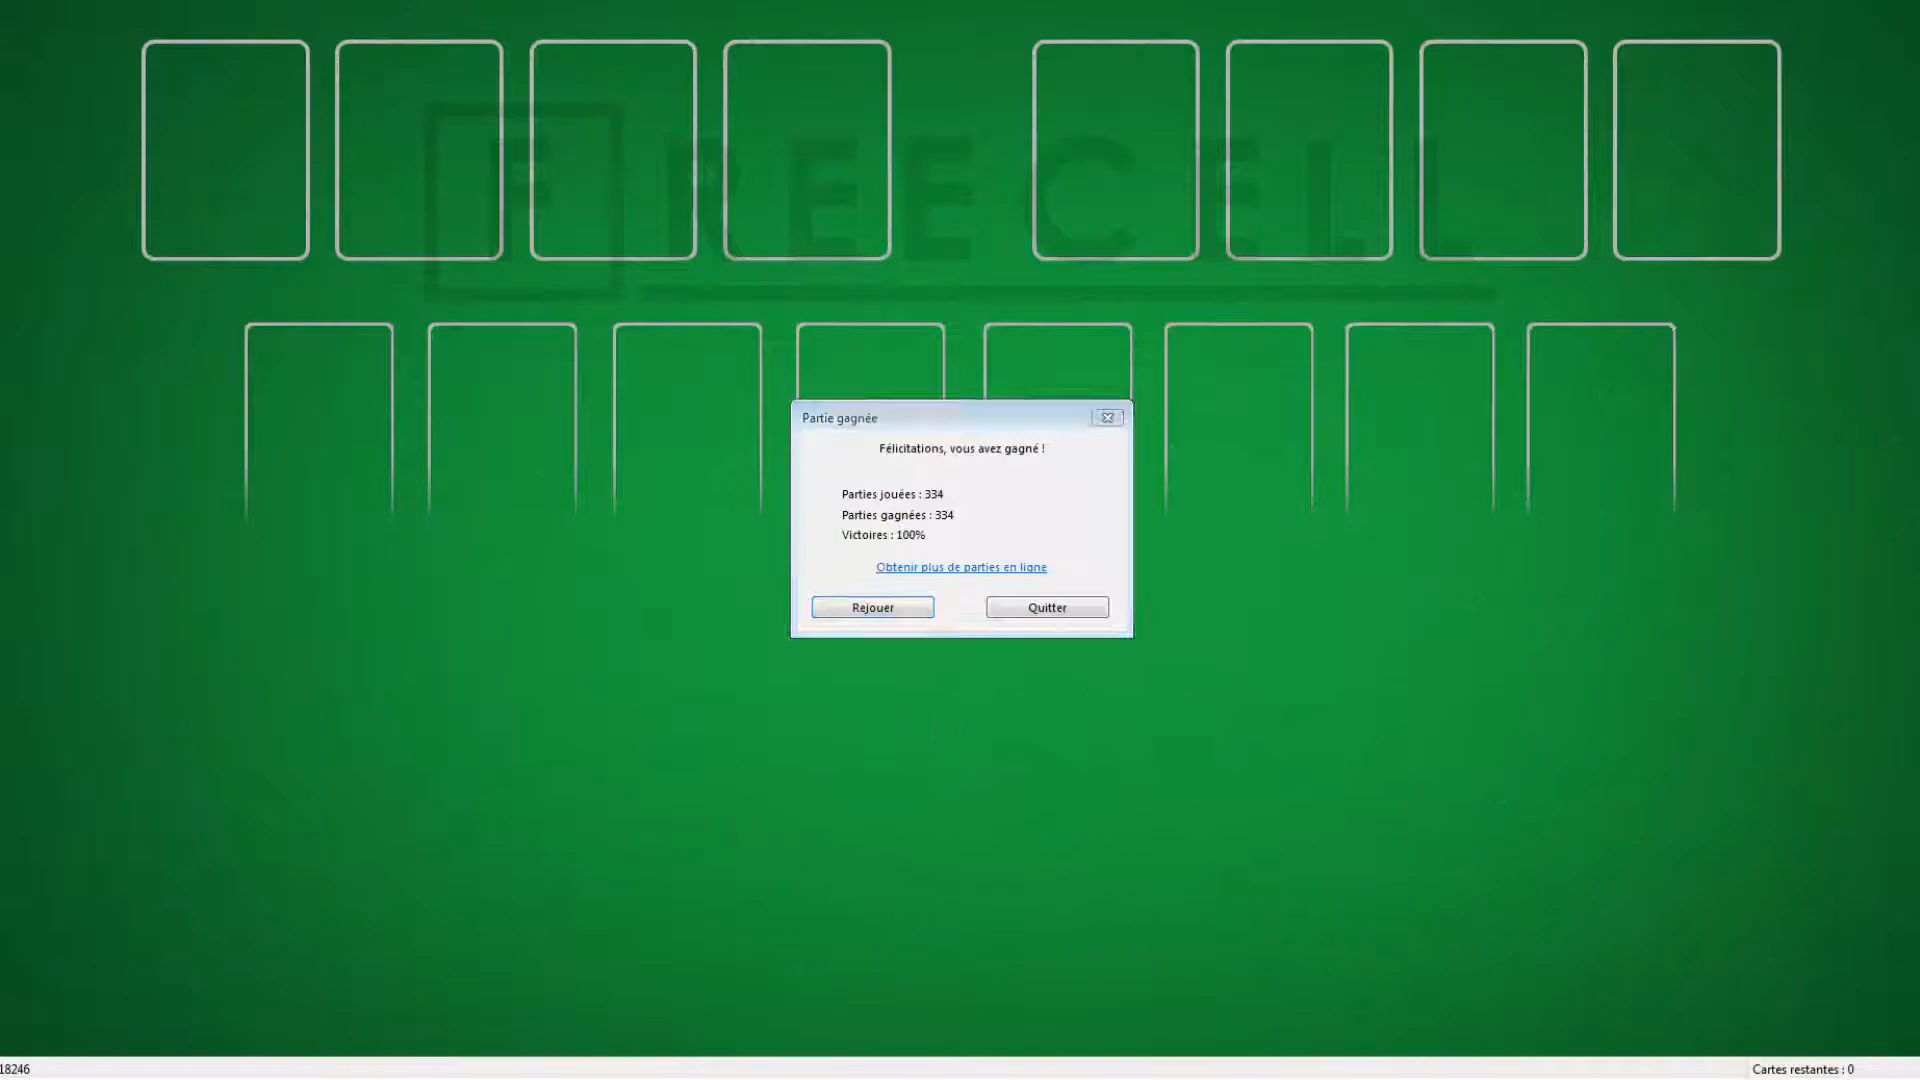 FREECELL
Partie gagnée
Félicitations, vous avez gagné !
Parties jouées : 334
Parties gagnées : 334
Victoires : 100%
Obtenir plus de parties en ligne
Rejouer
Quitter
18246
Cartes restantes : 0